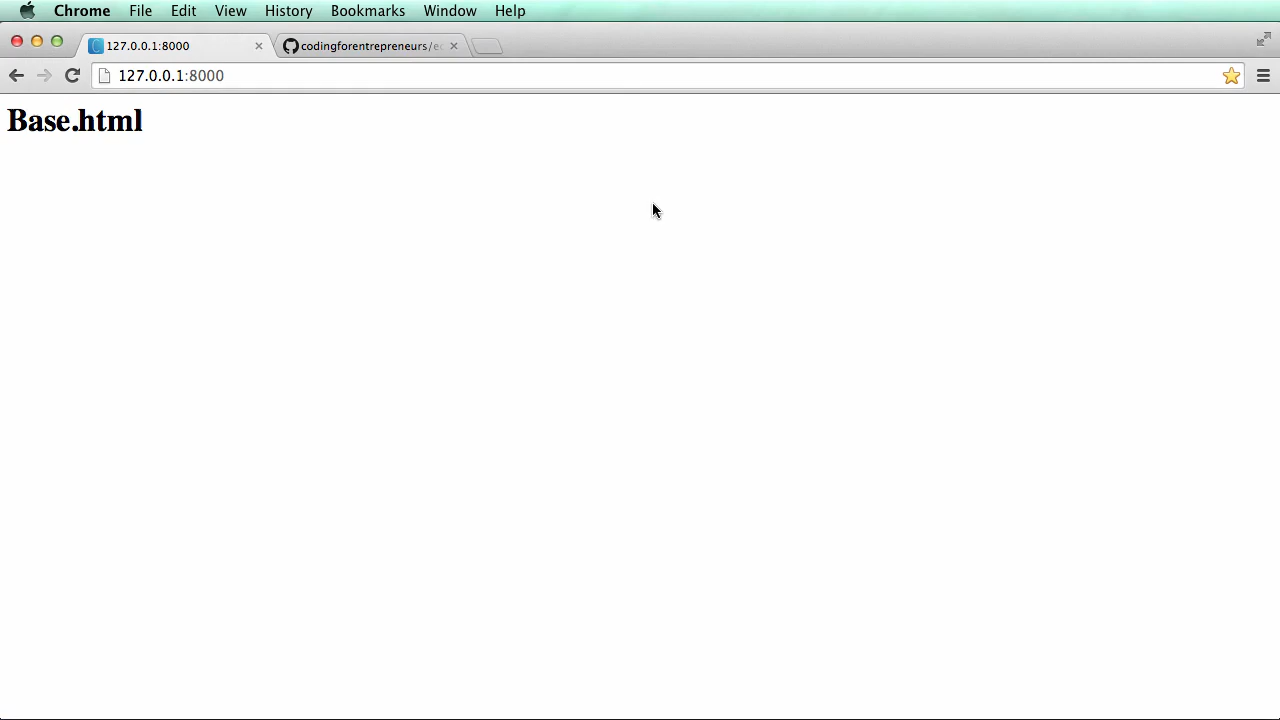 Chrome File Edit View History Bookmarks Window Help
127.0.0.1:8000 codingforentrepreneurs/e
127.0.0.1:8000
Base.html